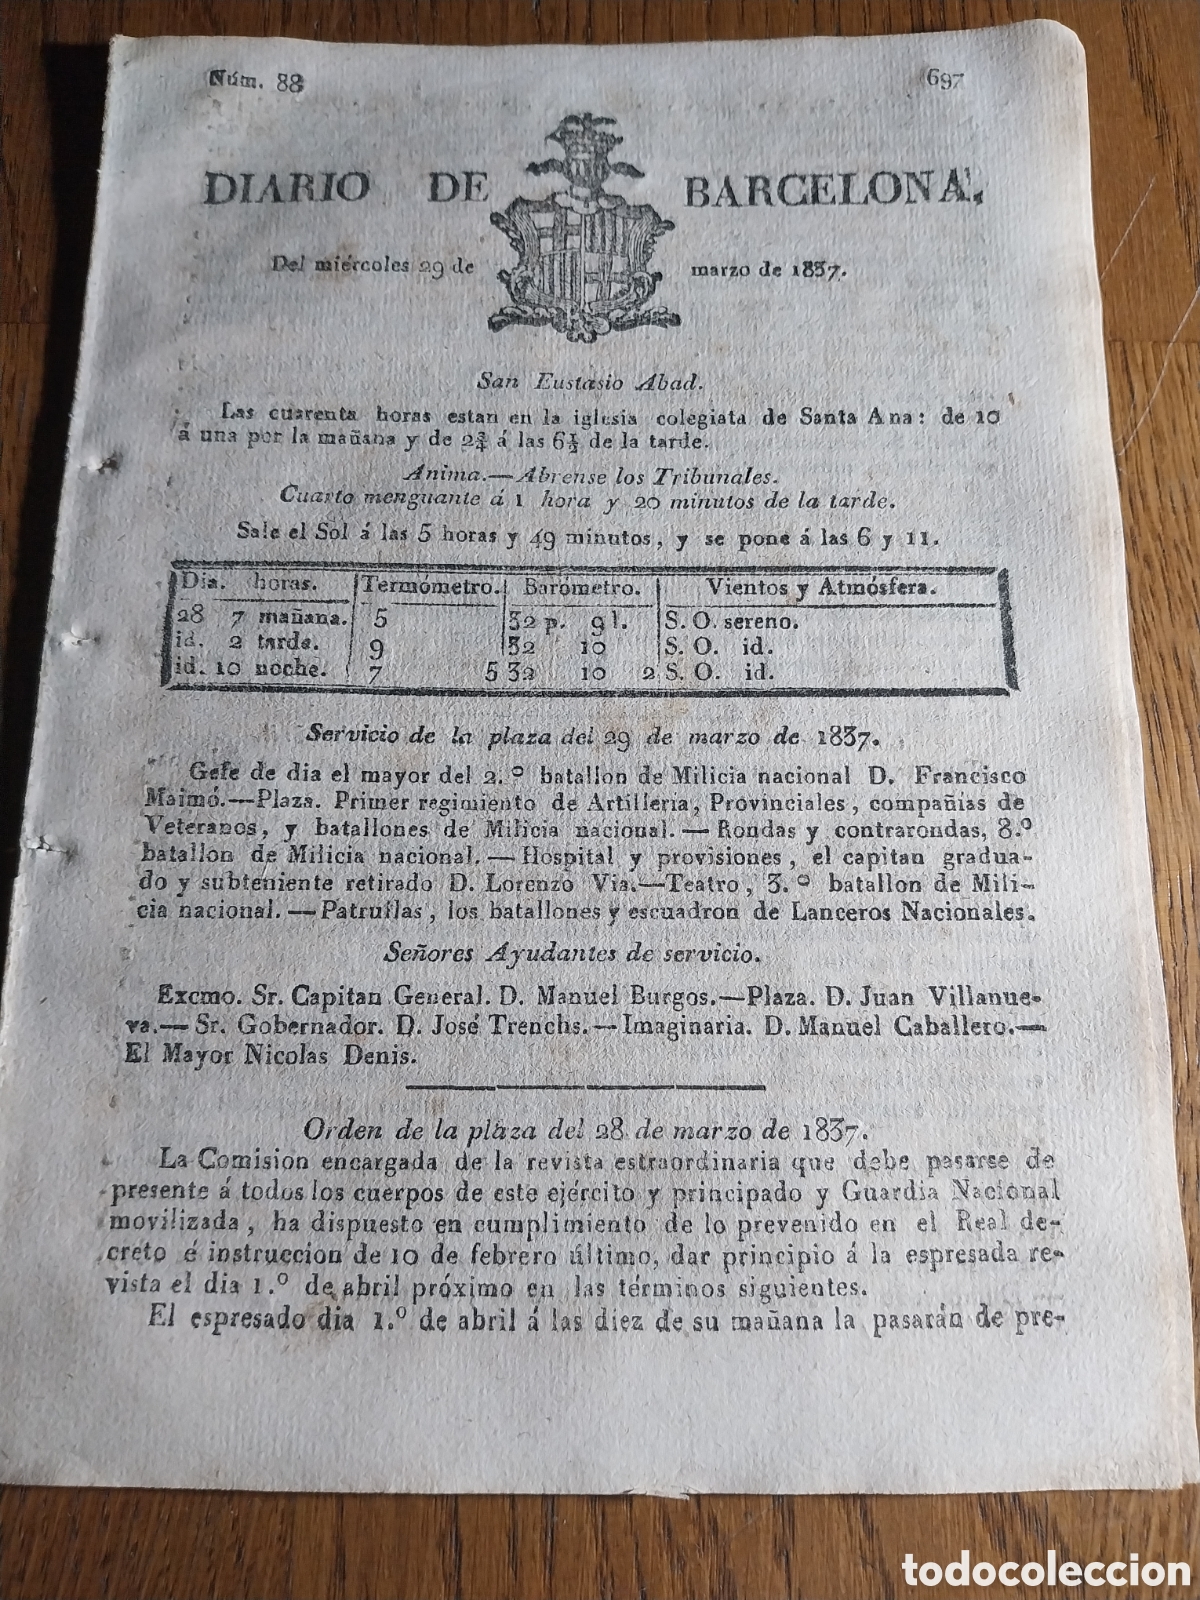 Núm. 88 697
DIARIO DE BARCELONA,
Del miércoles 29 de marzo de 1837.
San Eustasio Abad.
Las cuarenta horas estan en la iglesia colegiata de Santa Ana: de 10
á una por la mañana y de 2¾ á las 6½ de la tarde.
Anima.—Abrense los Tribunales.
Cuarto menguante á 1 hora y 20 minutos de la tarde.
Sale el Sol á las 5 horas y 49 minutos, y se pone á las 6 y 11.
Dia. horas. Termómetro. Barómetro. Vientos y Atmósfera.
28 7 mañana. 5 32 p. 9 l. S. O. sereno.
id. 2 tarde. 9 32 10 S. O. id.
id. 10 noche. 7 5 32 10 2 S. O. id.
Servicio de la plaza del 29 de marzo de 1837.
Gefe de dia el mayor del 2.º batallon de Milicia nacional D. Francisco
Maimó.—Plaza. Primer regimiento de Artillería, Provinciales, compañías de
Veteranos, y batallones de Milicia nacional.—Rondas y contrarondas, 8.º
batallon de Milicia nacional.—Hospital y provisiones, el capitan gradua-
do y subteniente retirado D. Lorenzo Via.—Teatro, 3.º batallon de Mili-
cia nacional.—Patrullas, los batallones y escuadron de Lanceros Nacionales.
Señores Ayudantes de servicio.
Excmo. Sr. Capitan General. D. Manuel Burgos.—Plaza. D. Juan Villanue-
va.—Sr. Gobernador. D. José Trenchs.—Imaginaria. D. Manuel Caballero.—
El Mayor Nicolas Denis.
Orden de la plaza del 28 de marzo de 1837.
La Comision encargada de la revista estraordinaria que debe pasarse de
presente á todos los cuerpos de este ejército y principado y Guardia Nacional
movilizada, ha dispuesto en cumplimiento de lo prevenido en el Real de-
creto é instruccion de 10 de febrero último, dar principio á la espresada re-
vista el dia 1.º de abril próximo en las términos siguientes.
El espresado dia 1.º de abril á las diez de su mañana la pasarán de pre-
todocoleccion